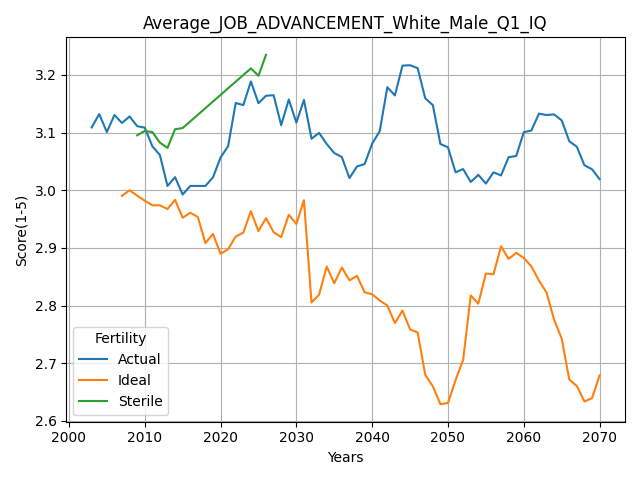 Average_JOB_ADVANCEMENT_White_Male_Q1_IQ
Score(1-5)
3.2
3.1
3.0
2.9
2.8
2.7
2.6
Fertility
Actual
Ideal
Sterile
2000 2010 2020 2030 2040 2050 2060 2070
Years